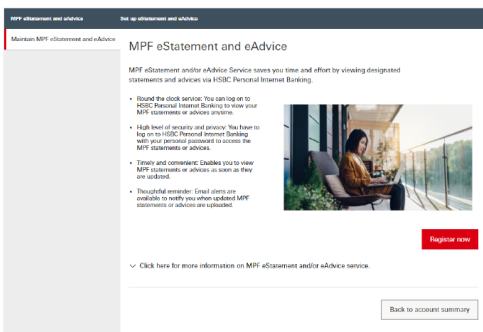 MPF eStatement and eAdvice
Set up eStatement and eAdvice
Maintain MPF eStatement and eAdvice
MPF eStatement and eAdvice
MPF eStatement and/or eAdvice Service saves you time and effort by viewing designated
statements and advices via HSBC Personal Internet Banking.
• Round the clock service: You can log on to
HSBC Personal Internet Banking to view your
MPF statements or advices anytime.
• High level of security and privacy: You have to
log on to HSBC Personal Internet Banking
with your personal password to access the
MPF statements or advices.
• Timely and convenient: Enables you to view
MPF statements or advices as soon as they
are updated.
• Thoughtful reminder: Email alerts are
available to notify you when updated MPF
statements or advices are uploaded.
Register now
Click here for more information on MPF eStatement and/or eAdvice service.
Back to account summary